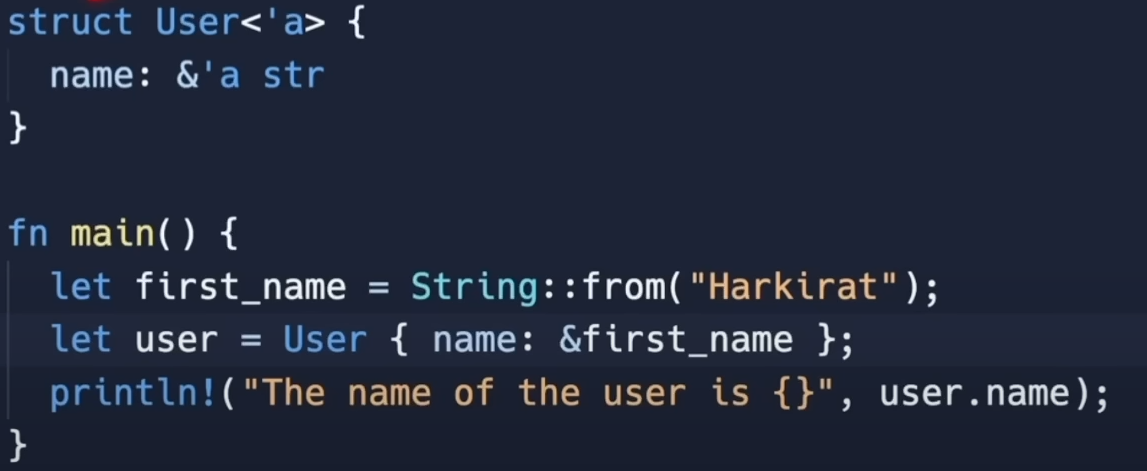 struct User<'a> {
  name: &'a str
}

fn main() {
  let first_name = String::from("Harkirat");
  let user = User { name: &first_name };
  println!("The name of the user is {}", user.name);
}